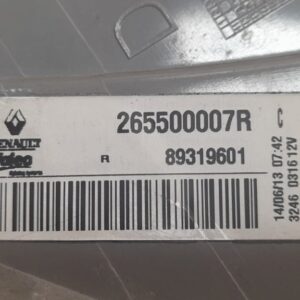 D
RENAULT
Valeo
265500007R
R 89319601
C
14/06/13 07:42
3246 0316 12V